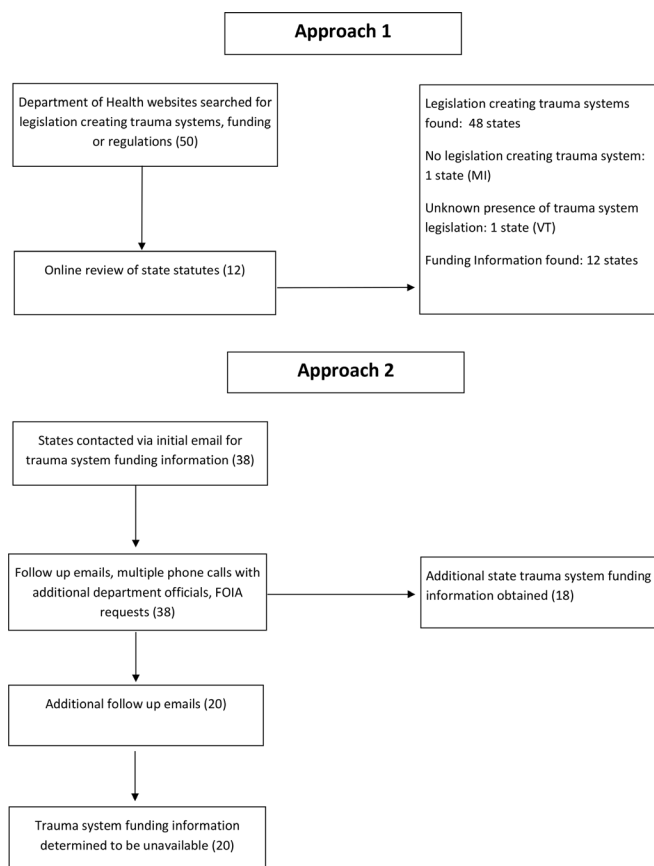 Approach 1
Department of Health websites searched for
legislation creating trauma systems, funding
or regulations (50)
Online review of state statutes (12)
Legislation creating trauma systems
found:  48 states
No legislation creating trauma system:
1 state (MI)
Unknown presence of trauma system
legislation: 1 state (VT)
Funding Information found: 12 states
Approach 2
States contacted via initial email for
trauma system funding information (38)
Follow up emails, multiple phone calls with
additional department officials, FOIA
requests (38)
Additional state trauma system funding
information obtained (18)
Additional follow up emails (20)
Trauma system funding information
determined to be unavailable (20)